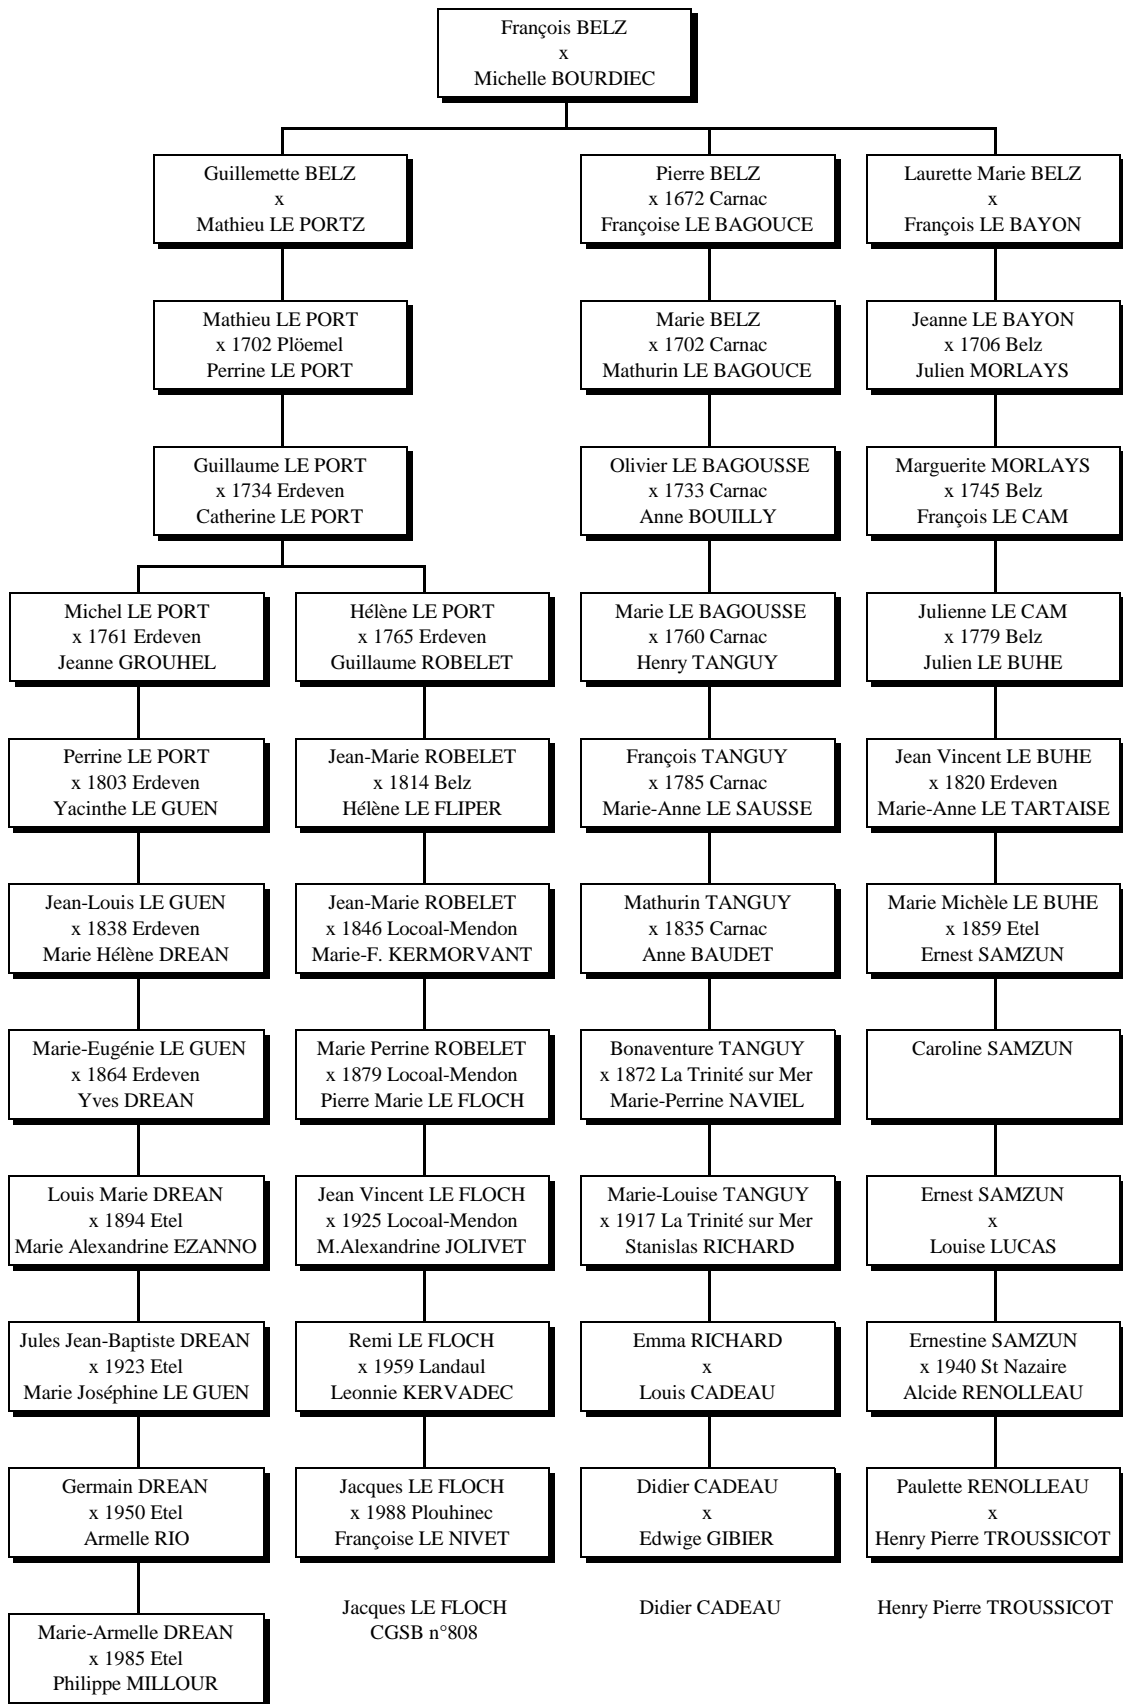 François BELZ
x
Michelle BOURDIEC
Guillemette BELZ
x
Mathieu LE PORTZ
Pierre BELZ
x 1672 Carnac
Françoise LE BAGOUCE
Laurette Marie BELZ
x
François LE BAYON
Mathieu LE PORT
x 1702 Plöemel
Perrine LE PORT
Marie BELZ
x 1702 Carnac
Mathurin LE BAGOUCE
Jeanne LE BAYON
x 1706 Belz
Julien MORLAYS
Guillaume LE PORT
x 1734 Erdeven
Catherine LE PORT
Olivier LE BAGOUSSE
x 1733 Carnac
Anne BOUILLY
Marguerite MORLAYS
x 1745 Belz
François LE CAM
Michel LE PORT
x 1761 Erdeven
Jeanne GROUHEL
Hélène LE PORT
x 1765 Erdeven
Guillaume ROBELET
Marie LE BAGOUSSE
x 1760 Carnac
Henry TANGUY
Julienne LE CAM
x 1779 Belz
Julien LE BUHE
Perrine LE PORT
x 1803 Erdeven
Yacinthe LE GUEN
Jean-Marie ROBELET
x 1814 Belz
Hélène LE FLIPER
François TANGUY
x 1785 Carnac
Marie-Anne LE SAUSSE
Jean Vincent LE BUHE
x 1820 Erdeven
Marie-Anne LE TARTAISE
Jean-Louis LE GUEN
x 1838 Erdeven
Marie Hélène DREAN
Jean-Marie ROBELET
x 1846 Locoal-Mendon
Marie-F. KERMORVANT
Mathurin TANGUY
x 1835 Carnac
Anne BAUDET
Marie Michèle LE BUHE
x 1859 Etel
Ernest SAMZUN
Marie-Eugénie LE GUEN
x 1864 Erdeven
Yves DREAN
Marie Perrine ROBELET
x 1879 Locoal-Mendon
Pierre Marie LE FLOCH
Bonaventure TANGUY
x 1872 La Trinité sur Mer
Marie-Perrine NAVIEL
Caroline SAMZUN
Louis Marie DREAN
x 1894 Etel
Marie Alexandrine EZANNO
Jean Vincent LE FLOCH
x 1925 Locoal-Mendon
M.Alexandrine JOLIVET
Marie-Louise TANGUY
x 1917 La Trinité sur Mer
Stanislas RICHARD
Ernest SAMZUN
x
Louise LUCAS
Jules Jean-Baptiste DREAN
x 1923 Etel
Marie Joséphine LE GUEN
Remi LE FLOCH
x 1959 Landaul
Leonnie KERVADEC
Emma RICHARD
x
Louis CADEAU
Ernestine SAMZUN
x 1940 St Nazaire
Alcide RENOLLEAU
Germain DREAN
x 1950 Etel
Armelle RIO
Jacques LE FLOCH
x 1988 Plouhinec
Françoise LE NIVET
Didier CADEAU
x
Edwige GIBIER
Paulette RENOLLEAU
x
Henry Pierre TROUSSICOT
Marie-Armelle DREAN
x 1985 Etel
Philippe MILLOUR
Jacques LE FLOCH
CGSB n°808
Didier CADEAU
Henry Pierre TROUSSICOT